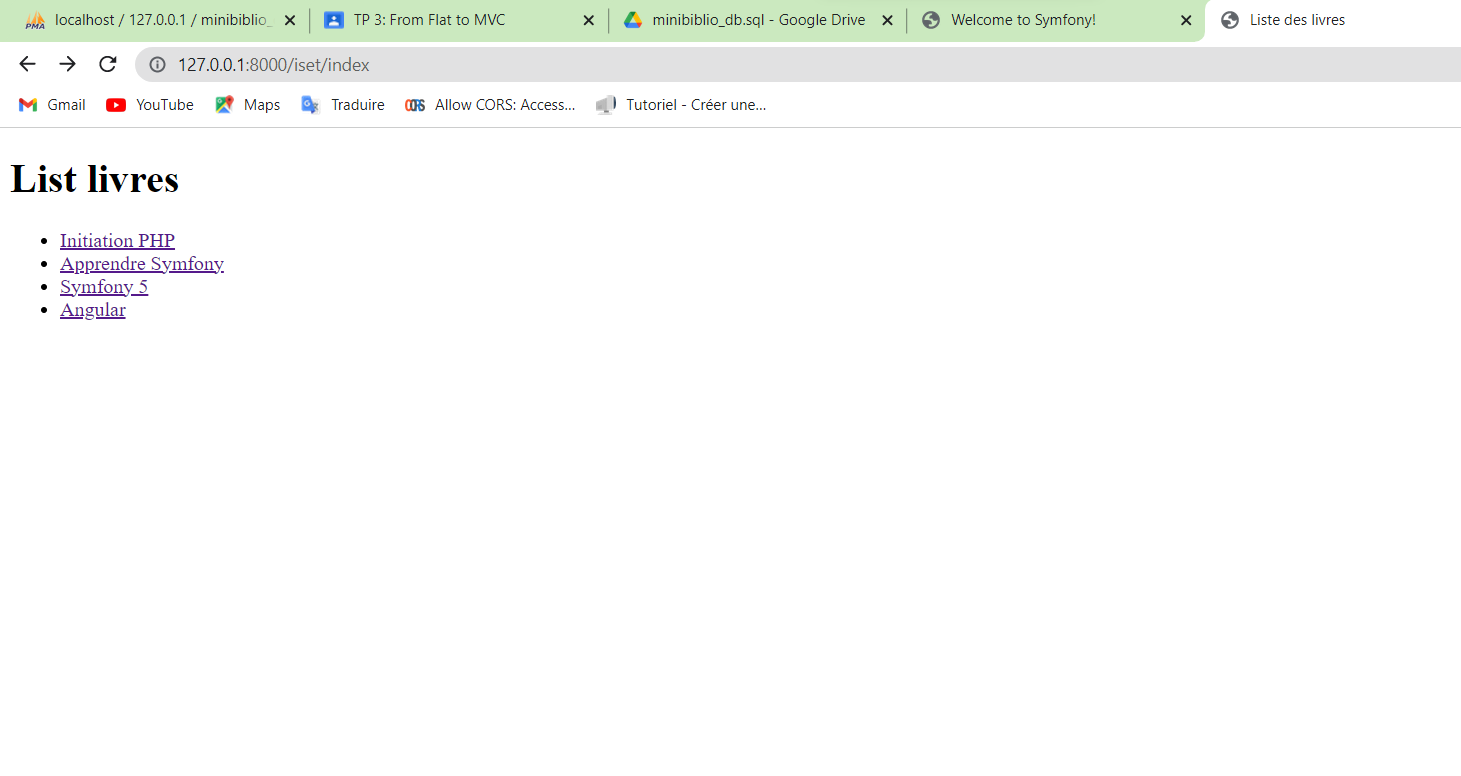 PMA localhost / 127.0.0.1 / minibiblio_ TP 3: From Flat to MVC minibiblio_db.sql - Google Drive Welcome to Symfony! Liste des livres
127.0.0.1:8000/iset/index
Gmail YouTube Maps Traduire CORS Allow CORS: Access... Tutoriel - Créer une...
List livres
Initiation PHP
Apprendre Symfony
Symfony 5
Angular